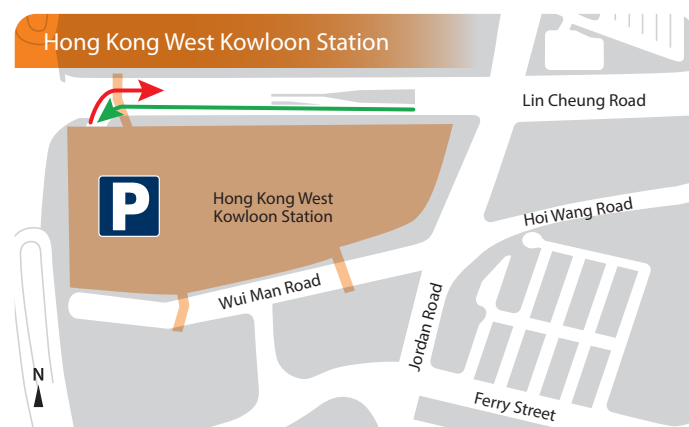 Hong Kong West Kowloon Station
Lin Cheung Road
P
Hong Kong West
Kowloon Station
Hoi Wang Road
Wui Man Road
Jordan Road
N
Ferry Street